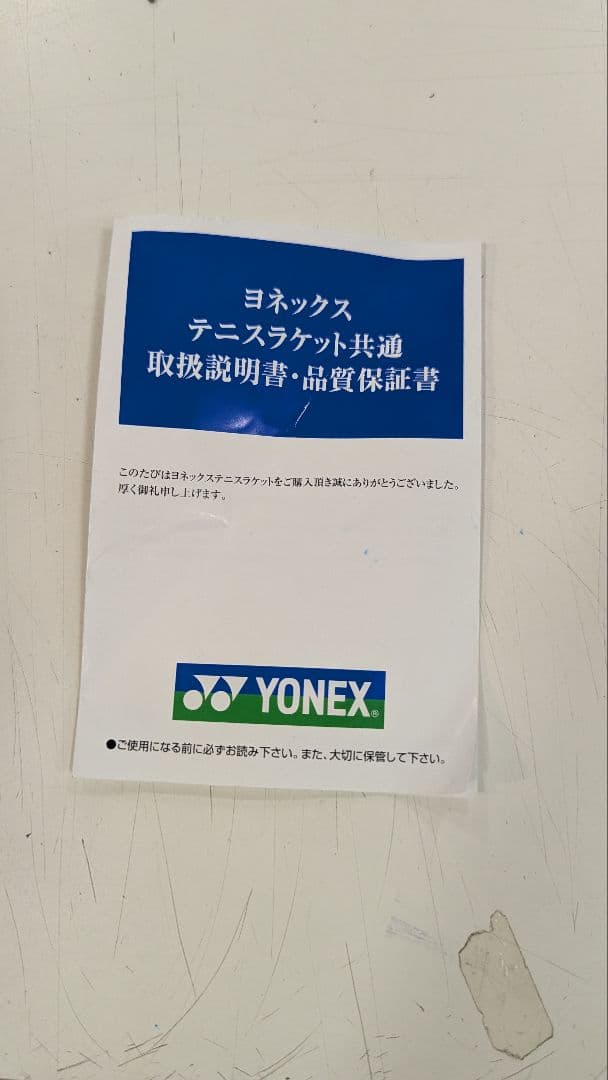 ヨネックス
テニスラケット共通
取扱説明書・品質保証書
このたびはヨネックステニスラケットをご購入頂き誠にありがとうございました。
厚く御礼申し上げます。
YONEX®
●ご使用になる前に必ずお読み下さい。また、大切に保管して下さい。